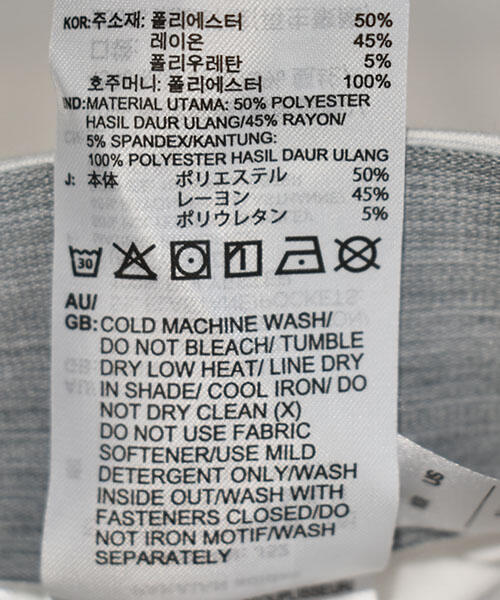 KOR: 주소재: 폴리에스터 50%
레이온 45%
폴리우레탄 5%
호주머니: 폴리에스터 100%
IND: MATERIAL UTAMA: 50% POLYESTER
HASIL DAUR ULANG/45% RAYON/
5% SPANDEX/KANTUNG:
100% POLYESTER HASIL DAUR ULANG
J: 本体 ポリエステル 50%
レーヨン 45%
ポリウレタン 5%
30
AU/
GB: COLD MACHINE WASH/
DO NOT BLEACH/ TUMBLE
DRY LOW HEAT/ LINE DRY
IN SHADE/ COOL IRON/ DO
NOT DRY CLEAN (X)
DO NOT USE FABRIC
SOFTENER/USE MILD
DETERGENT ONLY/WASH
INSIDE OUT/WASH WITH
FASTENERS CLOSED/DO
NOT IRON MOTIF/WASH
SEPARATELY
US